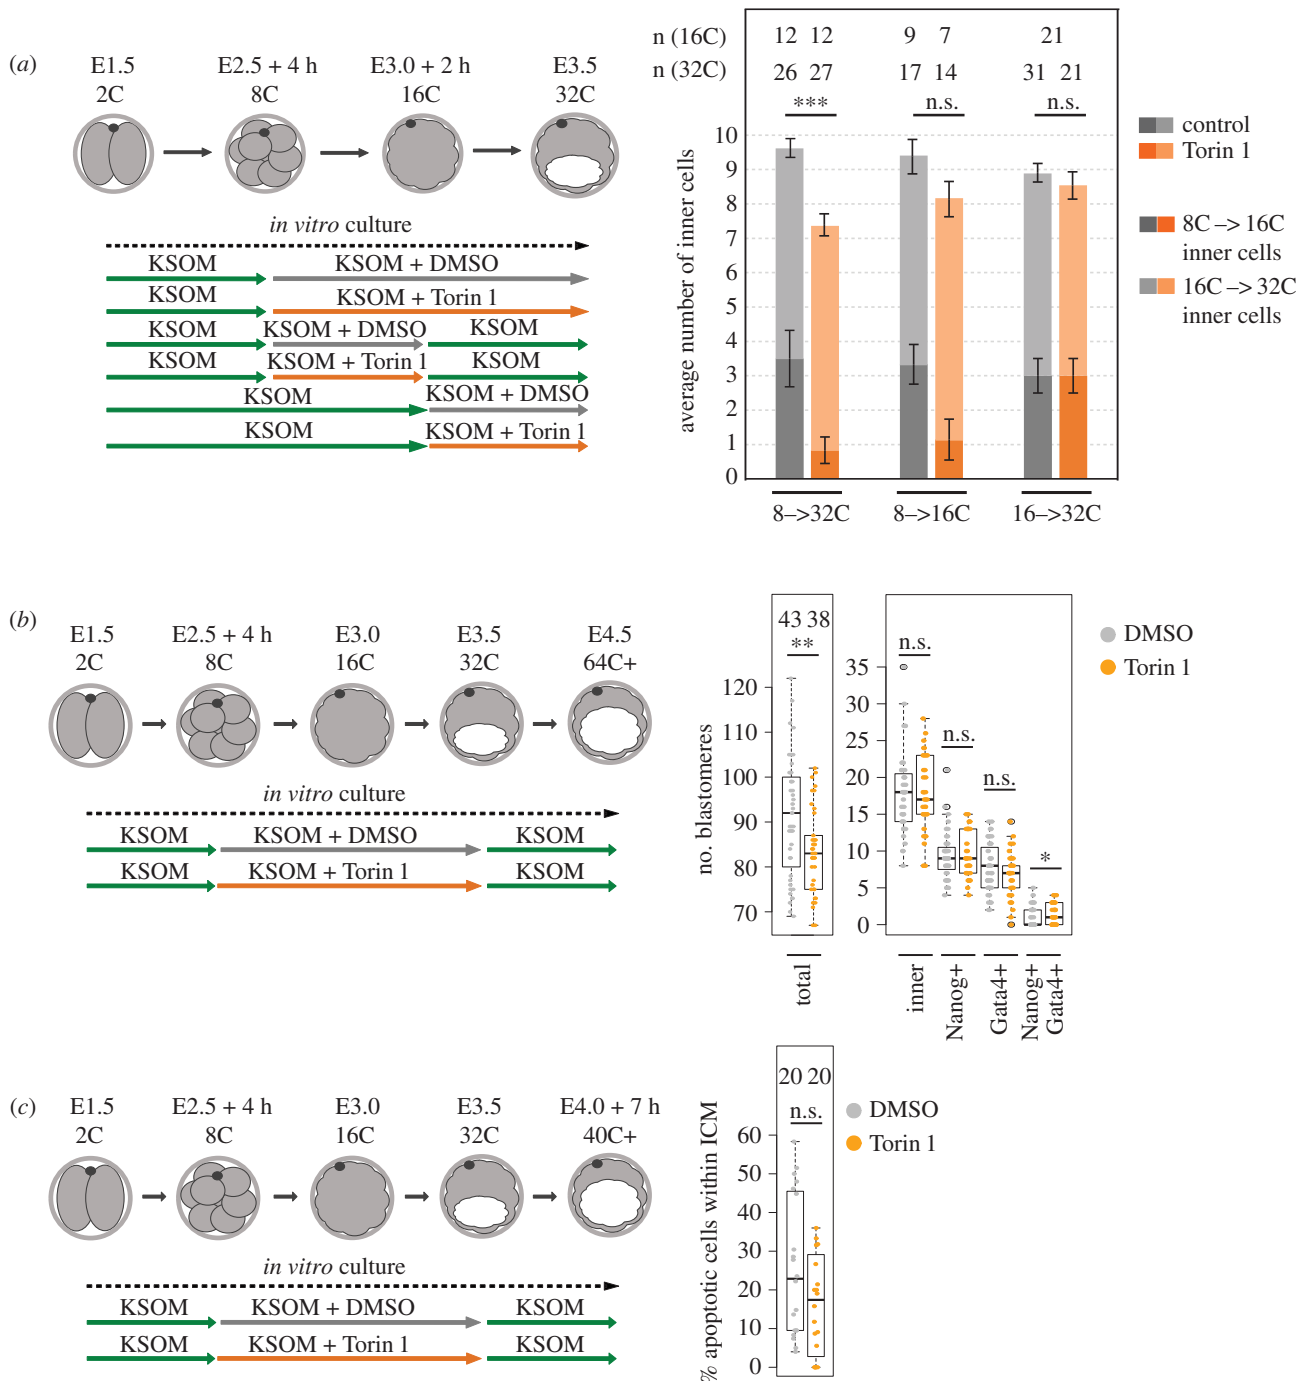 (a)
E1.5 E2.5 + 4 h E3.0 + 2 h E3.5
2C 8C 16C 32C
in vitro culture
KSOM KSOM + DMSO
KSOM KSOM + Torin 1
KSOM KSOM + DMSO KSOM
KSOM KSOM + Torin 1 KSOM
KSOM KSOM + DMSO
KSOM KSOM + Torin 1
n (16C) 12 12 9 7 21
n (32C) 26 27 17 14 31 21
*** n.s. n.s.
average number of inner cells
10
9
8
7
6
5
4
3
2
1
0
8–>32C 8–>16C 16–>32C
control
Torin 1
8C –> 16C
inner cells
16C –> 32C
inner cells
(b)
E1.5 E2.5 + 4 h E3.0 E3.5 E4.5
2C 8C 16C 32C 64C+
in vitro culture
KSOM KSOM + DMSO KSOM
KSOM KSOM + Torin 1 KSOM
no. blastomeres
43 38
**
120
110
100
90
80
70
total
n.s.
n.s.
n.s.
*
35
30
25
20
15
10
5
0
inner
Nanog+
Gata4+
Nanog+
Gata4+
DMSO
Torin 1
(c)
E1.5 E2.5 + 4 h E3.0 E3.5 E4.0 + 7 h
2C 8C 16C 32C 40C+
in vitro culture
KSOM KSOM + DMSO KSOM
KSOM KSOM + Torin 1 KSOM
% apoptotic cells within ICM
20 20
n.s.
60
50
40
30
20
10
0
DMSO
Torin 1